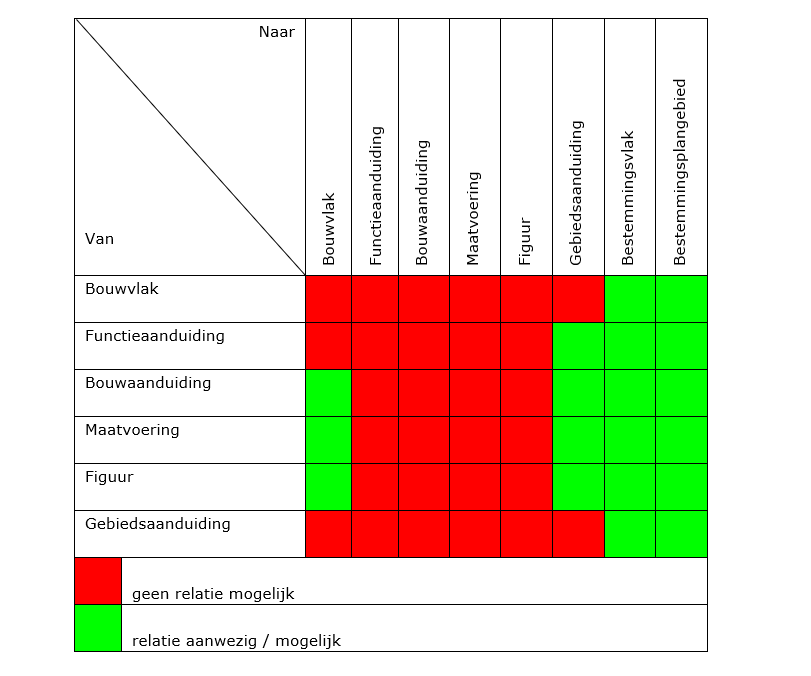 Naar
Van
Bouwvlak
Functieaanduiding
Bouwaanduiding
Maatvoering
Figuur
Gebiedsaanduiding
Bestemmingsvlak
Bestemmingsplangebied
Bouwvlak
Functieaanduiding
Bouwaanduiding
Maatvoering
Figuur
Gebiedsaanduiding
geen relatie mogelijk
relatie aanwezig / mogelijk